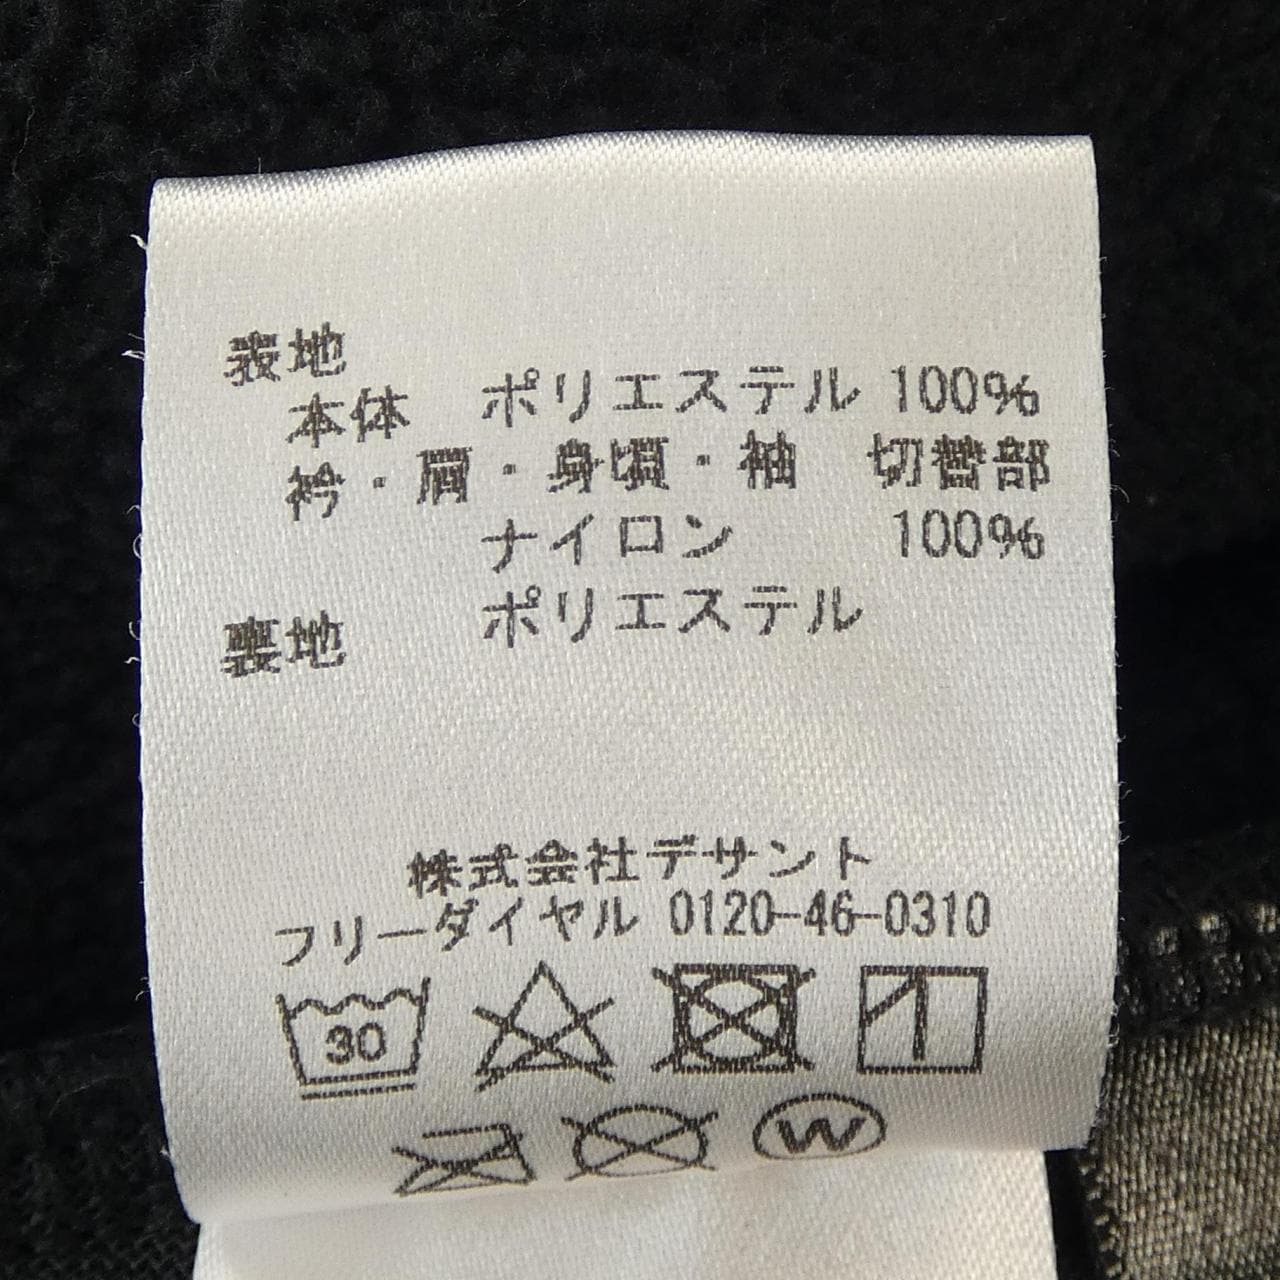 表地
本体 ポリエステル 100%
衿・肩・身頃・袖 切替部
ナイロン 100%
裏地 ポリエステル
株式会社デサント
フリーダイヤル 0120-46-0310
30
W